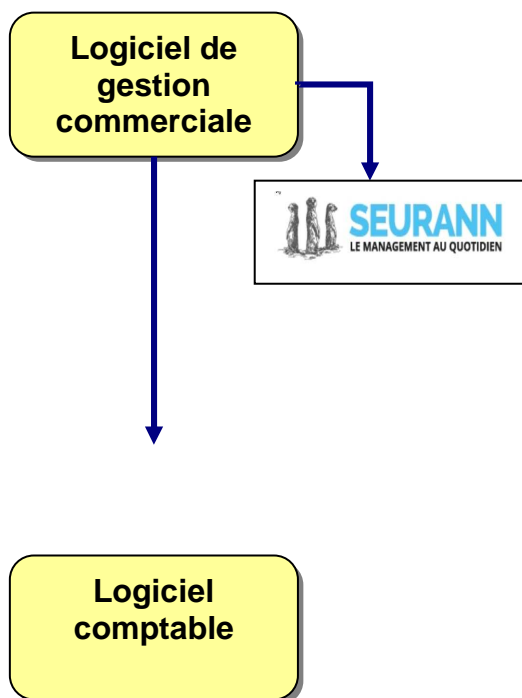 Logiciel de
gestion
commerciale
SEURANN
LE MANAGEMENT AU QUOTIDIEN
Logiciel
comptable